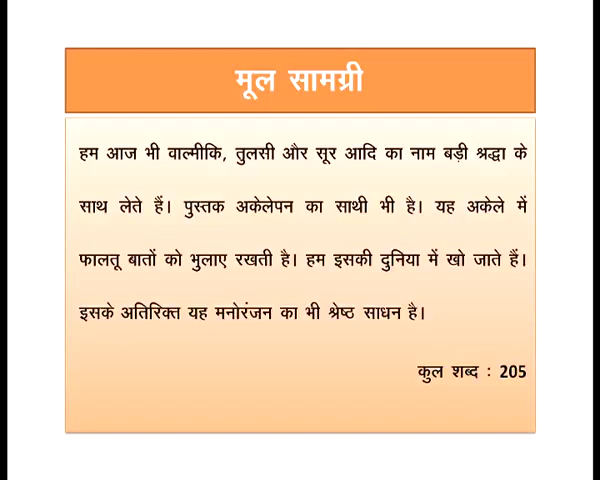 मूल सामग्री
हम आज भी वाल्मीकि, तुलसी और सूर आदि का नाम बड़ी श्रद्धा के
साथ लेते हैं। पुस्तक अकेलेपन का साथी भी है। यह अकेले में
फालतू बातों को भुलाए रखती है। हम इसकी दुनिया में खो जाते हैं।
इसके अतिरिक्त यह मनोरंजन का भी श्रेष्ठ साधन है।
कुल शब्द : 205